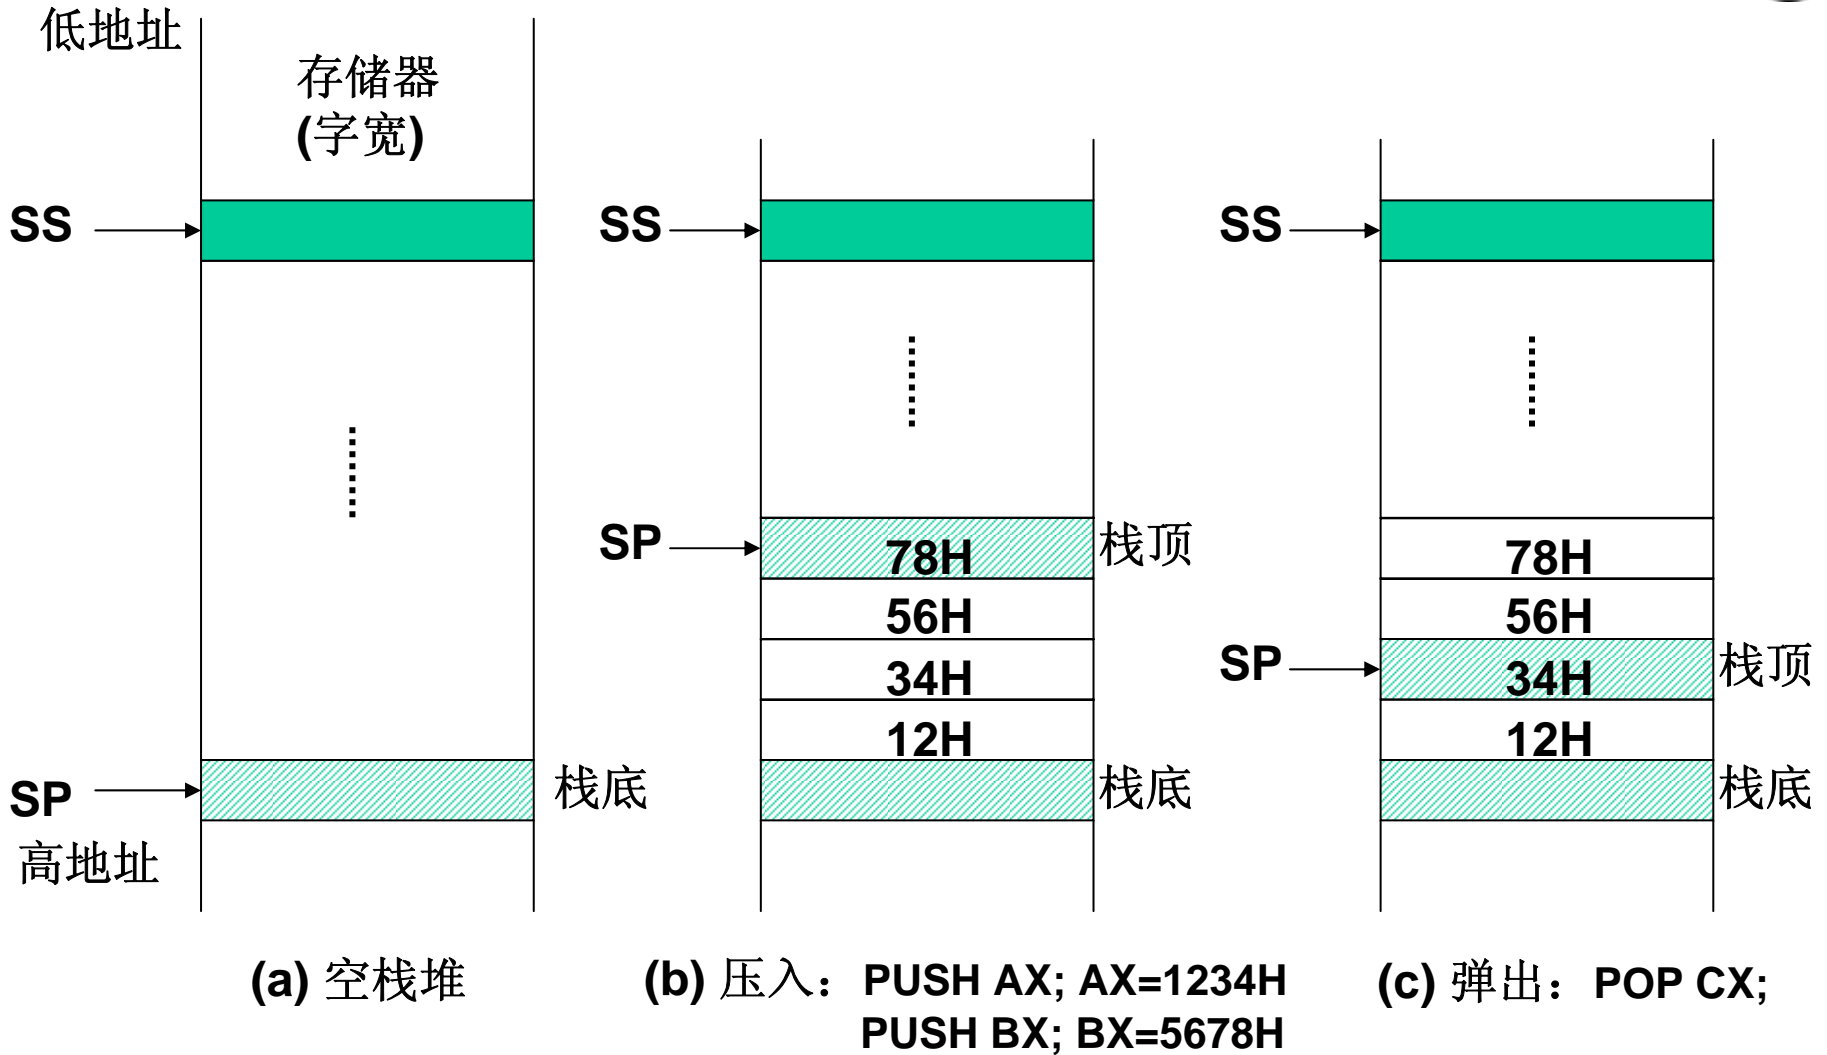 低地址
存储器
(字宽)
SS
SP
栈底
高地址
(a) 空栈堆
SS
SP
78H
栈顶
56H
34H
12H
栈底
(b) 压入：PUSH AX; AX=1234H
PUSH BX; BX=5678H
SS
78H
56H
SP
34H
栈顶
12H
栈底
(c) 弹出：POP CX;